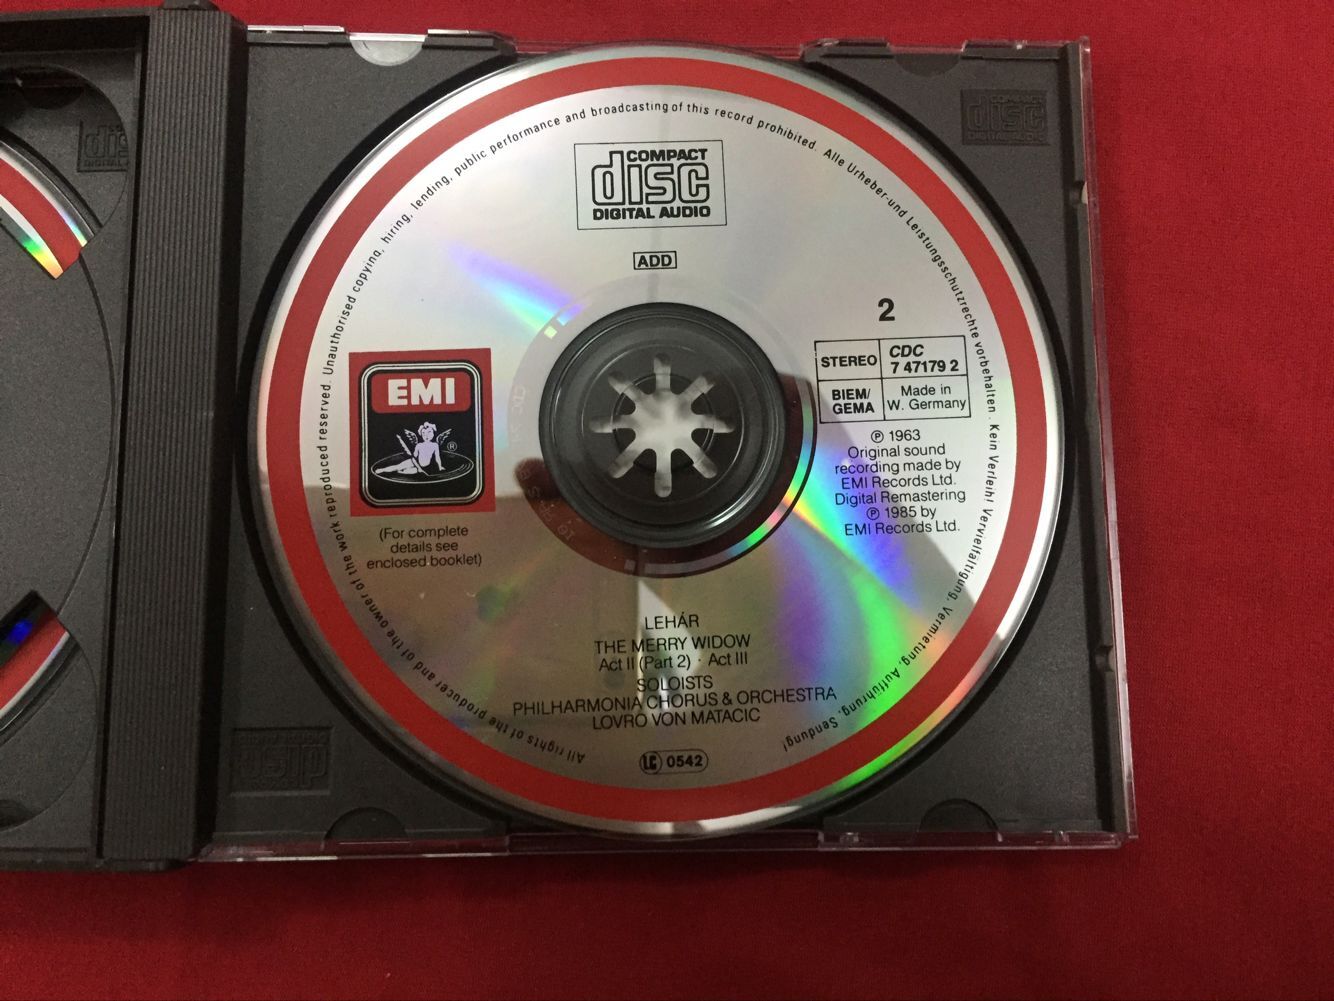 All rights of the producer and of the owner of the work reproduced reserved. Unauthorised copying, hiring, lending, public performance and broadcasting of this record prohibited. Alle Urheber-und Leistungsschutzrechte vorbehalten. Kein Verleih! Vervielfältigung, Vermietung, Aufführung, Sendung!
COMPACT
disc
DIGITAL AUDIO
ADD
2
STEREO
CDC
7 47179 2
BIEM/
GEMA
Made in
W. Germany
℗ 1963
Original sound
recording made by
EMI Records Ltd.
Digital Remastering
℗ 1985 by
EMI Records Ltd.
EMI
®
(For complete
details see
enclosed booklet)
LEHÁR
THE MERRY WIDOW
Act II (Part 2) · Act III
SOLOISTS
PHILHARMONIA CHORUS & ORCHESTRA
LOVRO VON MATACIC
LC 0542